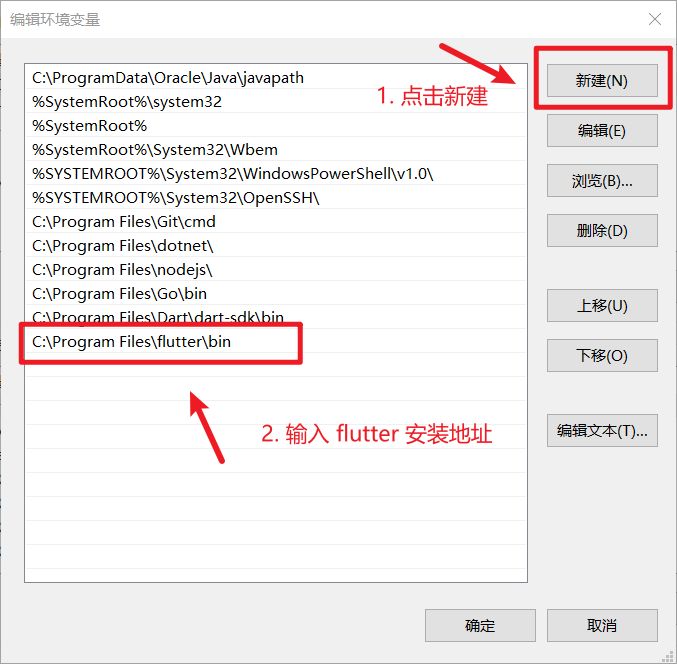 编辑环境变量
C:\ProgramData\Oracle\Java\javapath
%SystemRoot%\system32
%SystemRoot%
%SystemRoot%\System32\Wbem
%SYSTEMROOT%\System32\WindowsPowerShell\v1.0\
%SYSTEMROOT%\System32\OpenSSH\
C:\Program Files\Git\cmd
C:\Program Files\dotnet\
C:\Program Files\nodejs\
C:\Program Files\Go\bin
C:\Program Files\Dart\dart-sdk\bin
C:\Program Files\flutter\bin
1. 点击新建
2. 输入 flutter 安装地址
新建(N)
编辑(E)
浏览(B)...
删除(D)
上移(U)
下移(O)
编辑文本(T)...
确定
取消